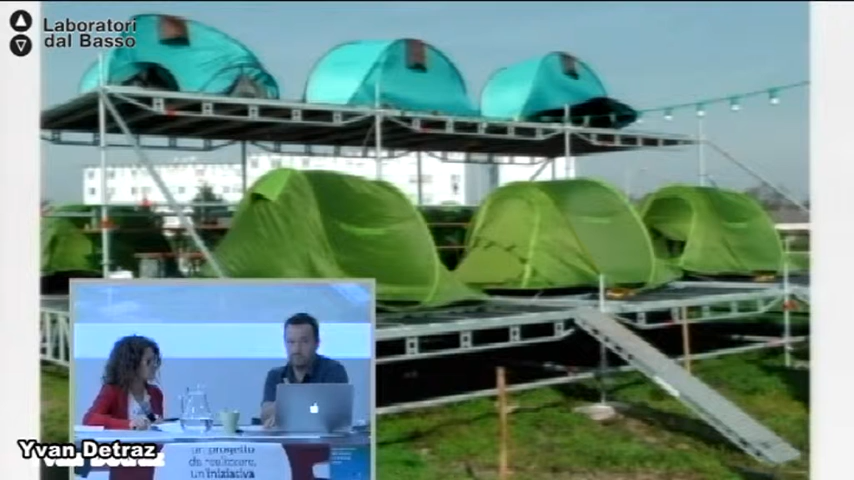 Laboratori
dal Basso
un progetto
da realizzare,
un'iniziativa
Yvan Detraz